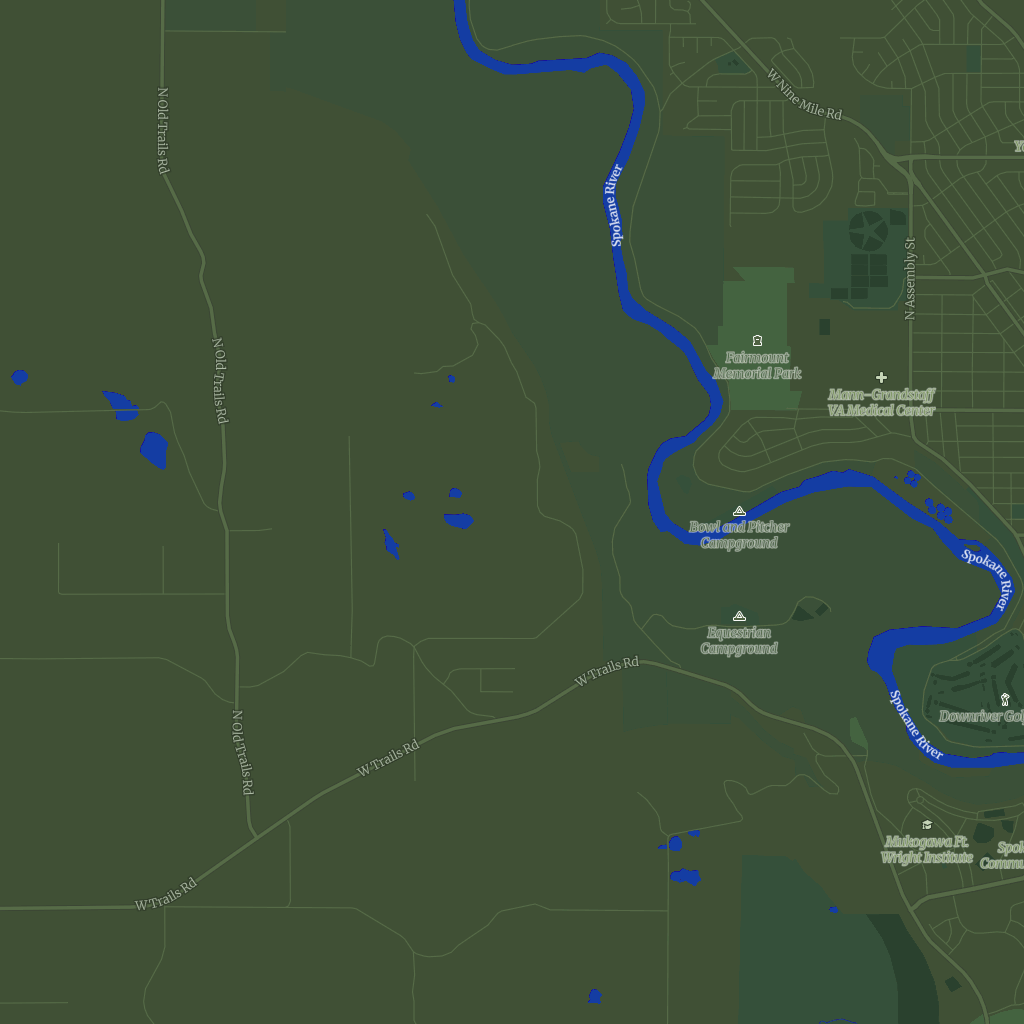 W Nine Mile Rd
N Old Trails Rd
Spokane River
N Assembly St
Fairmount
Memorial Park
N Old Trails Rd
Mann-Grandstaff
VA Medical Center
Bowl and Pitcher
Campground
Spokane River
Equestrian
Campground
W Trails Rd
Spokane River
Downriver Golf
N Old Trails Rd
W Trails Rd
Mukogawa Ft.
Wright Institute
W Trails Rd